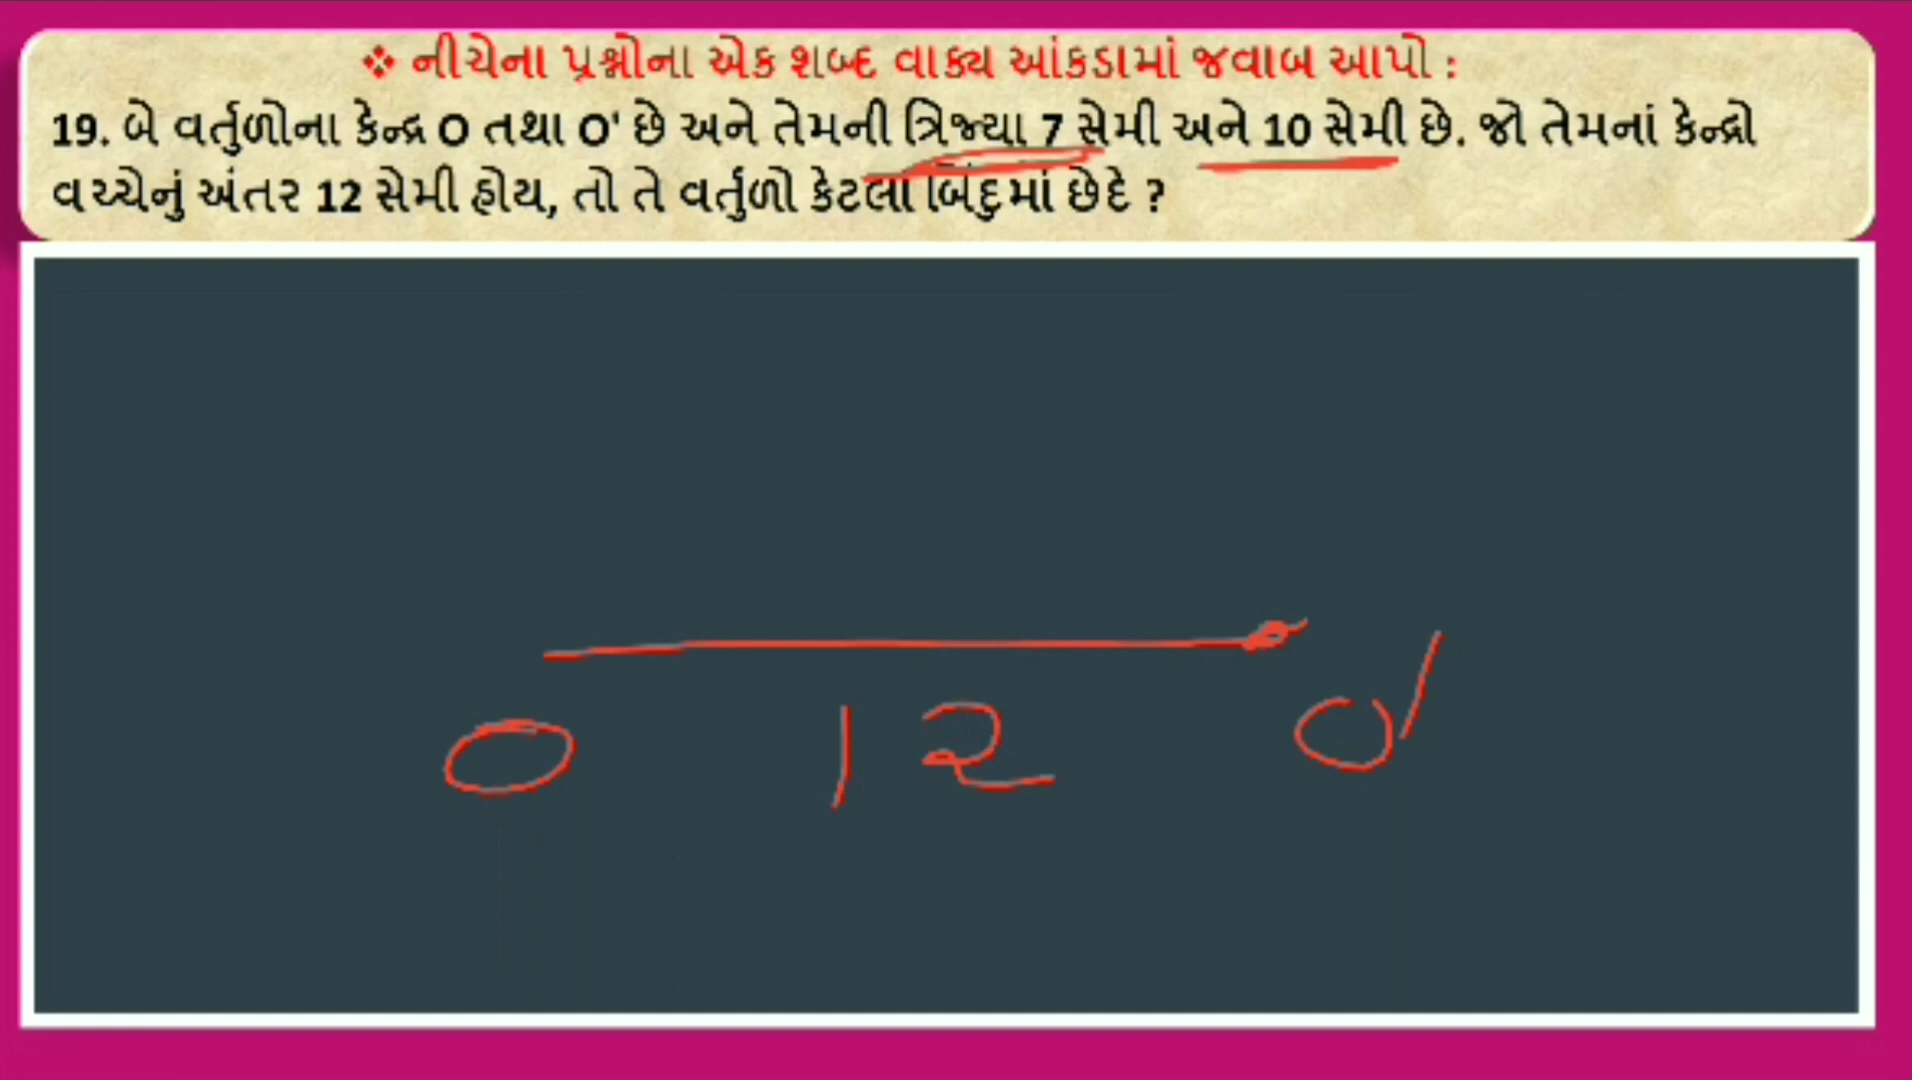 ❖ નીચેના પ્રશ્નોના એક શબ્દ વાક્ય આંકડામાં જવાબ આપો :
19. બે વર્તુળોના કેન્દ્ર O તથા O' છે અને તેમની ત્રિજ્યા 7 સેમી અને 10 સેમી છે. જો તેમનાં કેન્દ્રો
વચ્ચેનું અંતર 12 સેમી હોય, તો તે વર્તુળો કેટલા બિંદુમાં છેદે ?
O 12 O'